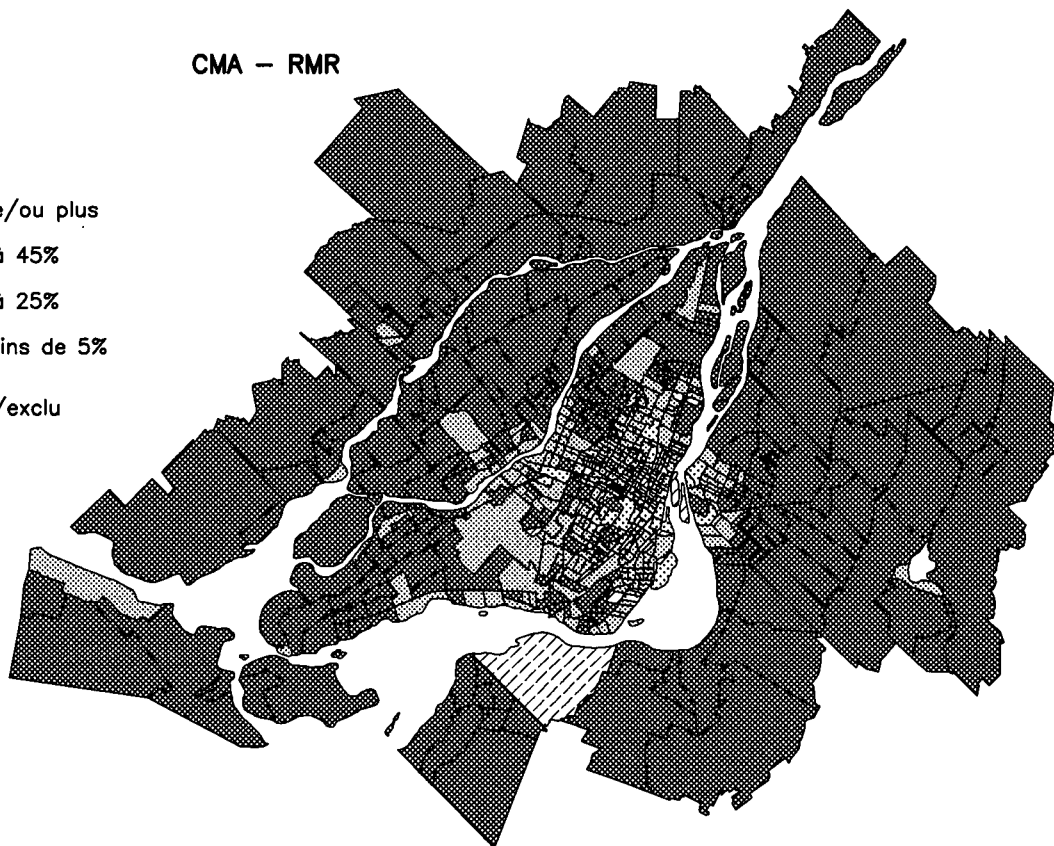 CMA – RMR
e/ou plus
à 45%
à 25%
ins de 5%
/exclu